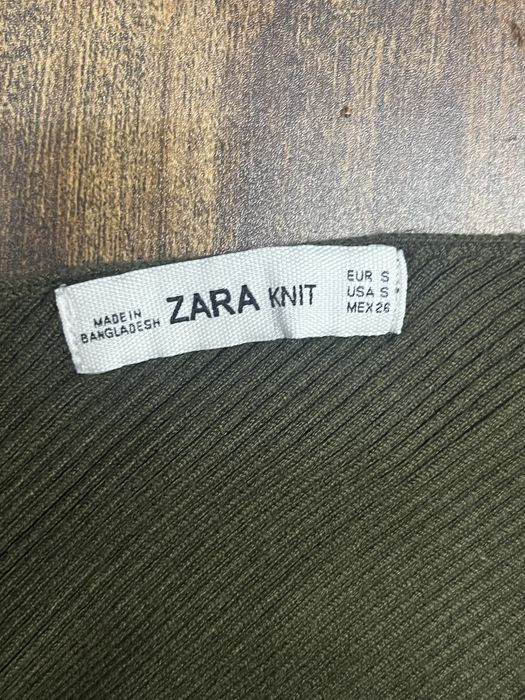 MADE IN
BANGLADESH
ZARA KNIT
EUR S
USA S
MEX 26